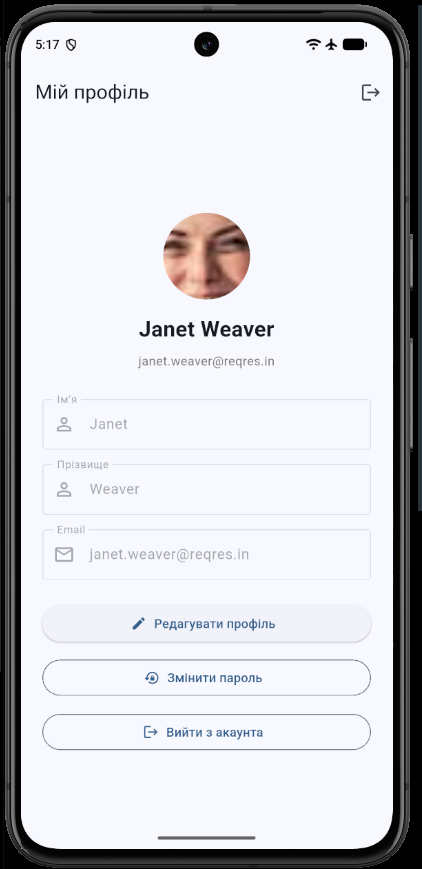 5:17
Мій профіль
Janet Weaver
janet.weaver@reqres.in
Ім'я
Janet
Прізвище
Weaver
Email
janet.weaver@reqres.in
Редагувати профіль
Змінити пароль
Вийти з акаунта